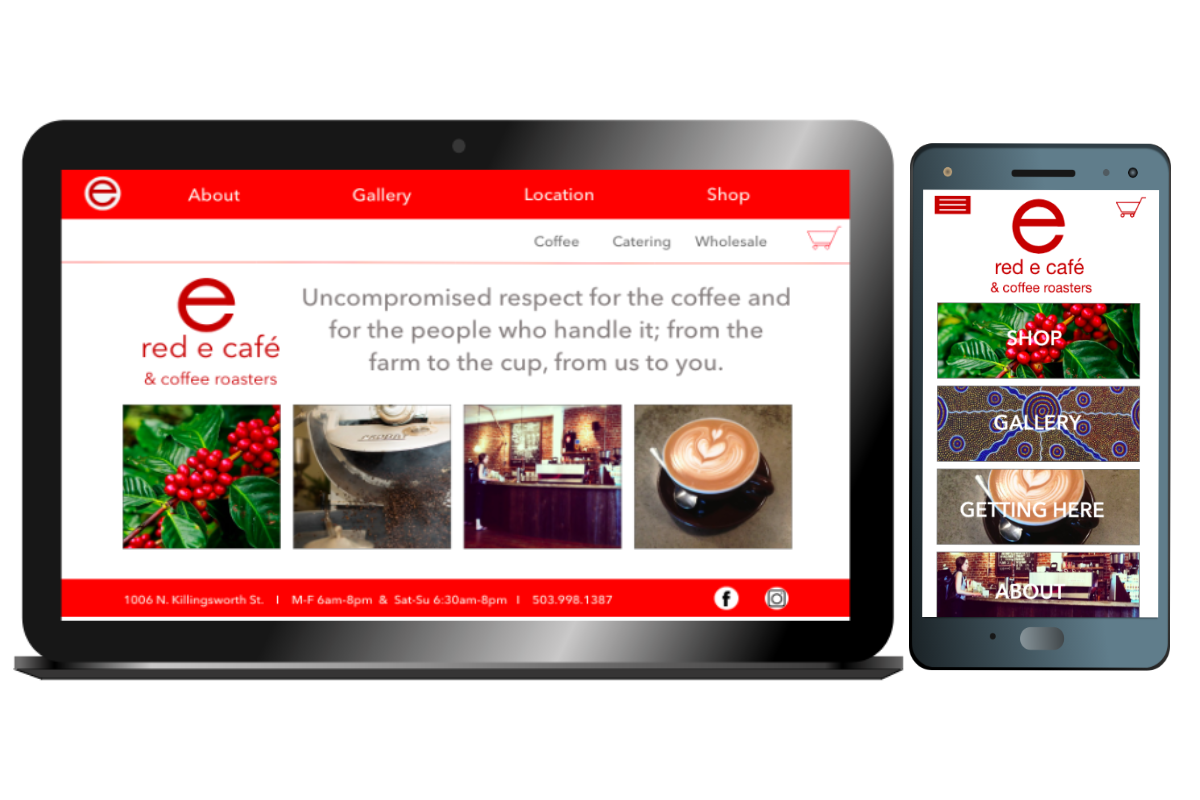 e
About Gallery Location Shop
Coffee Catering Wholesale
e
red e café
& coffee roasters
Uncompromised respect for the coffee and
for the people who handle it; from the
farm to the cup, from us to you.
1006 N. Killingsworth St. I M-F 6am-8pm & Sat-Su 6:30am-8pm I 503.998.1387
f
e
red e café
& coffee roasters
SHOP
GALLERY
GETTING HERE
ABOUT